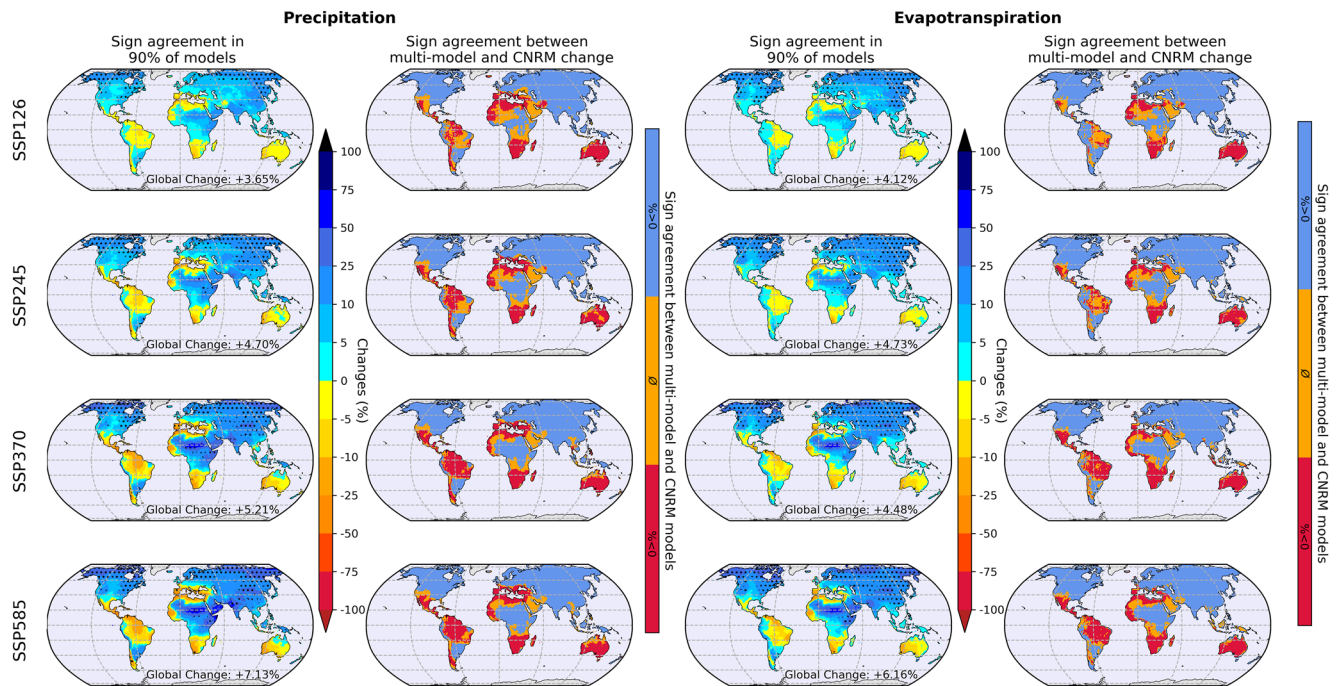 Precipitation
Evapotranspiration
Sign agreement in
90% of models
Sign agreement between
multi-model and CNRM change
Sign agreement in
90% of models
Sign agreement between
multi-model and CNRM change
SSP126
Global Change: +3.65%
Global Change: +4.12%
SSP245
Global Change: +4.70%
Global Change: +4.73%
SSP370
Global Change: +5.21%
Global Change: +4.48%
SSP585
Global Change: +7.13%
Global Change: +6.16%
100
75
50
25
10
5
0
-5
-10
-25
-50
-75
-100
Changes (%)
%>0
Ø
%<0
Sign agreement between multi-model and CNRM models
100
75
50
25
10
5
0
-5
-10
-25
-50
-75
-100
Changes (%)
%>0
Ø
%<0
Sign agreement between multi-model and CNRM models